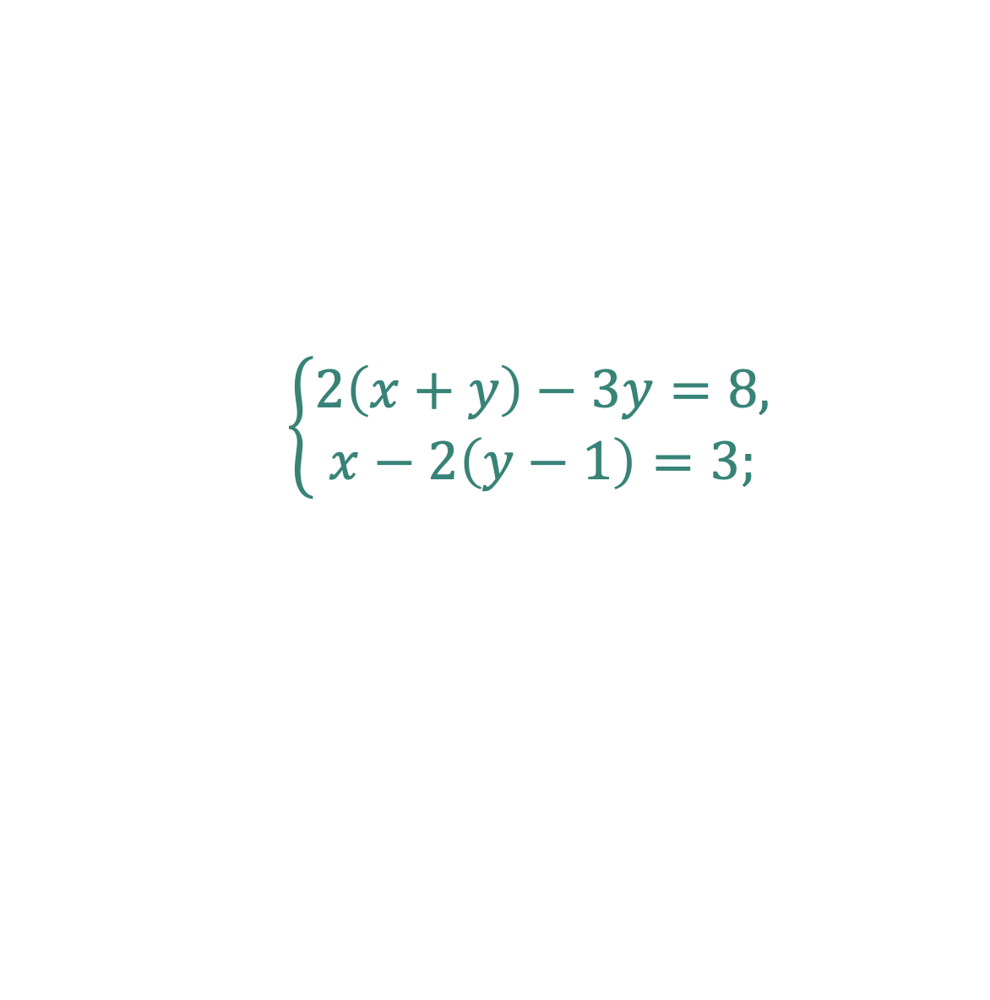 2(x + y) − 3y = 8,
x − 2(y − 1) = 3;